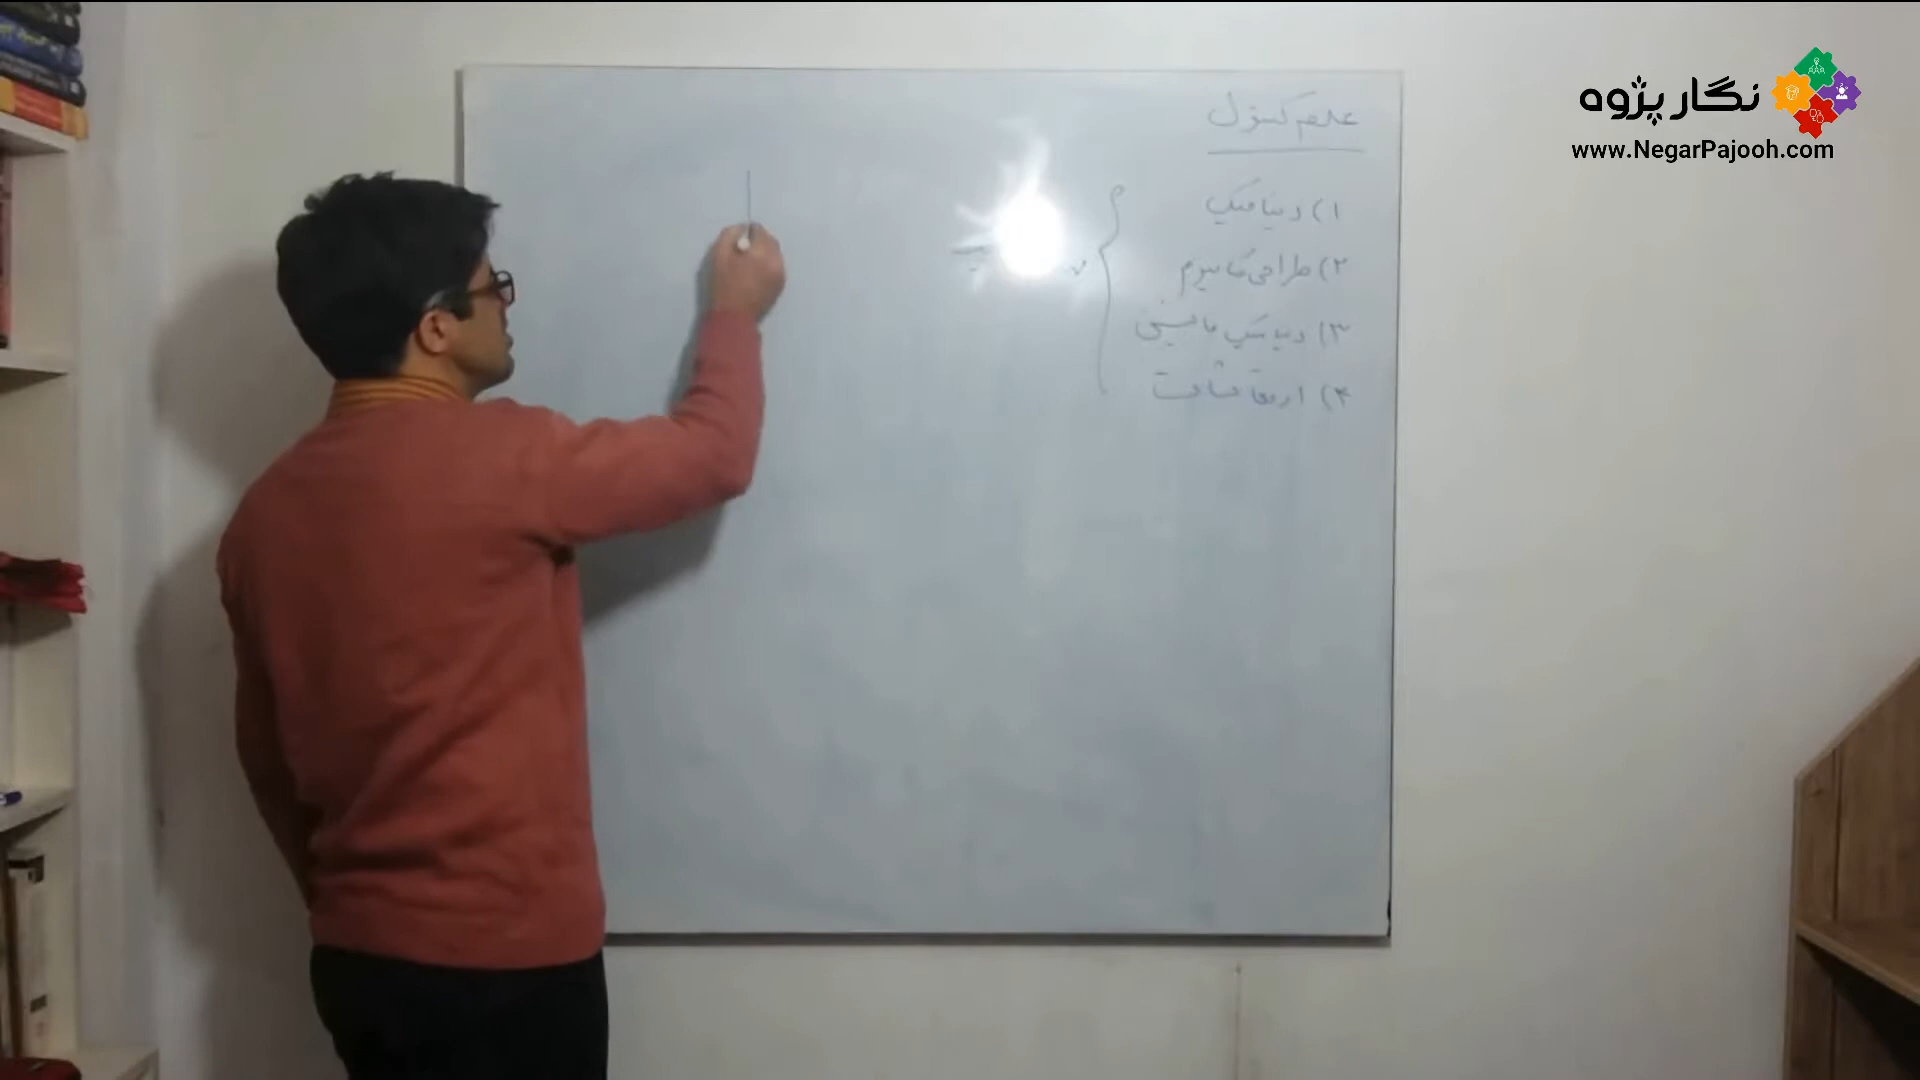 نگار پژوه
www.NegarPajooh.com
علم کنترل
۱) دینامیک
۲) طراحی مکانیزم
۳) دینامیک ماشین
۴) ارتعاشات